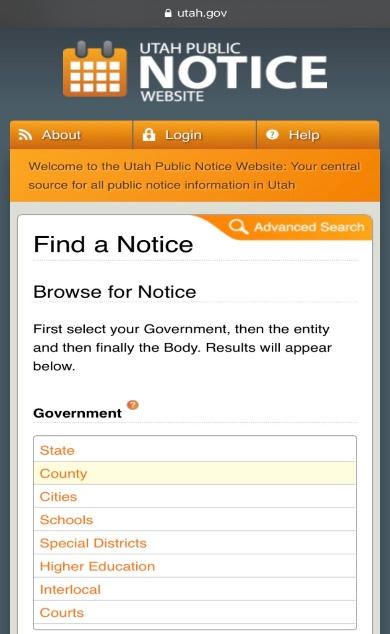 utah.gov
UTAH PUBLIC
NOTICE
WEBSITE
About
Login
? Help
Welcome to the Utah Public Notice Website: Your central
source for all public notice information in Utah
Advanced Search
Find a Notice
Browse for Notice
First select your Government, then the entity
and then finally the Body. Results will appear
below.
Government ?
State
County
Cities
Schools
Special Districts
Higher Education
Interlocal
Courts